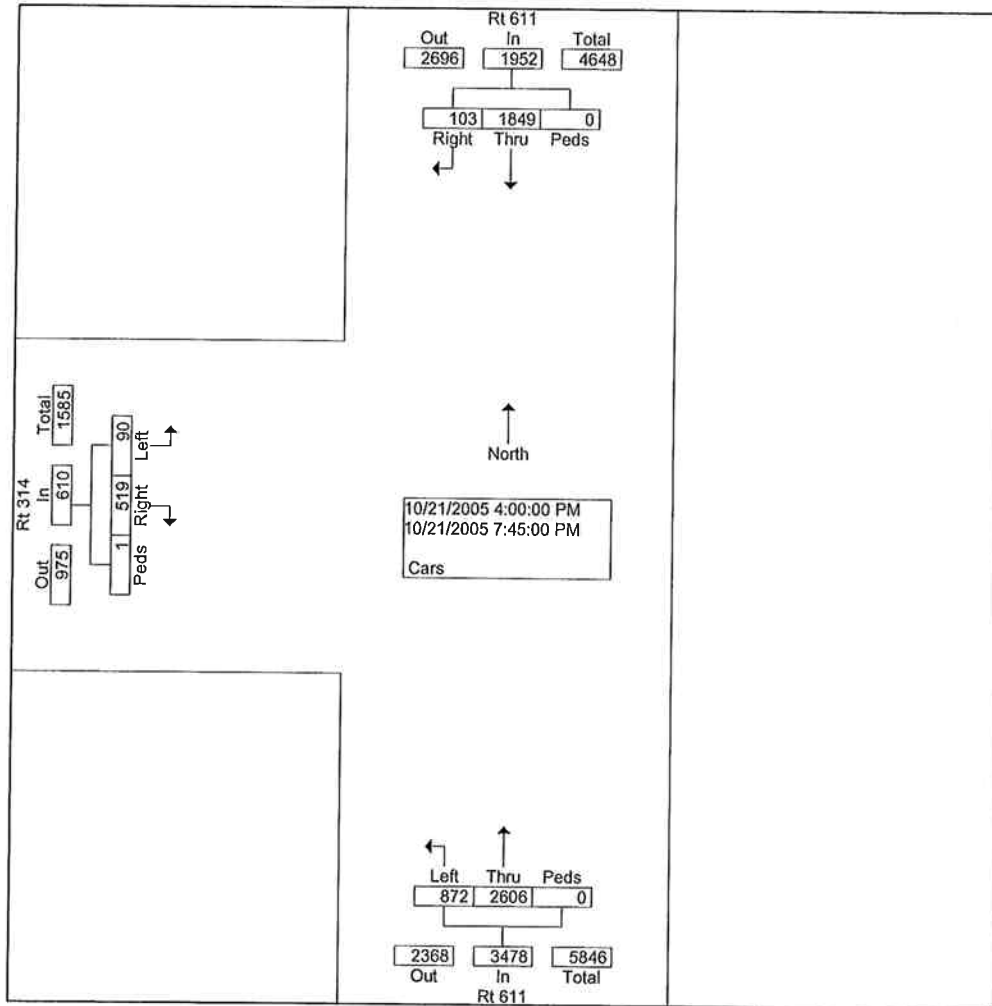 Rt 611
Out In Total
2696 1952 4648
103 1849 0
Right Thru Peds
Rt 314
Out In Total
975 610 1585
1 519 90
Peds Right Left
North
10/21/2005 4:00:00 PM
10/21/2005 7:45:00 PM
Cars
Left Thru Peds
872 2606 0
2368 3478 5846
Out In Total
Rt 611